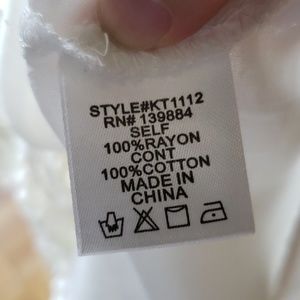 STYLE#KT1112
RN# 139884
SELF
100%RAYON
CONT
100%COTTON
MADE IN
CHINA